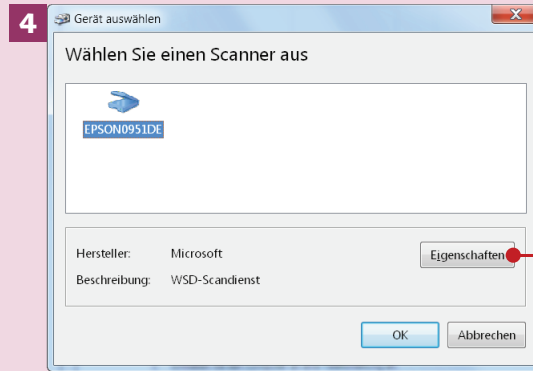 4
Gerät auswählen
Wählen Sie einen Scanner aus
EPSON0951DE
Hersteller: Microsoft
Eigenschaften
Beschreibung: WSD-Scandienst
OK Abbrechen